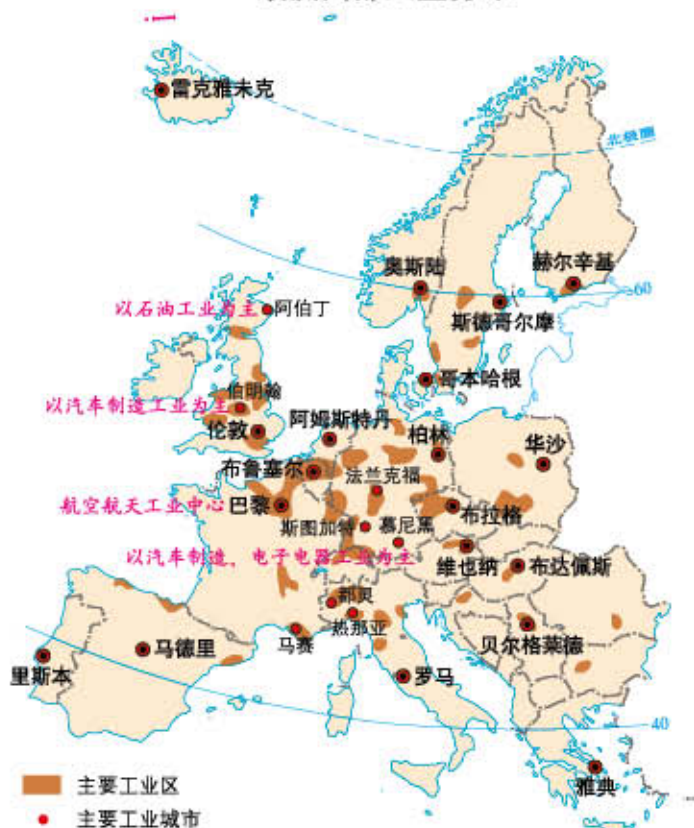 雷克雅未克
北极圈
奥斯陆
赫尔辛基
60
斯德哥尔摩
以石油工业为主
阿伯丁
哥本哈根
伯明翰
以汽车制造工业为主
伦敦
阿姆斯特丹
柏林
华沙
布鲁塞尔
法兰克福
航空航天工业中心
巴黎
布拉格
斯图加特
慕尼黑
以汽车制造、电子电器工业为主
维也纳
布达佩斯
都灵
热那亚
贝尔格莱德
马赛
马德里
里斯本
罗马
40
雅典
主要工业区
主要工业城市